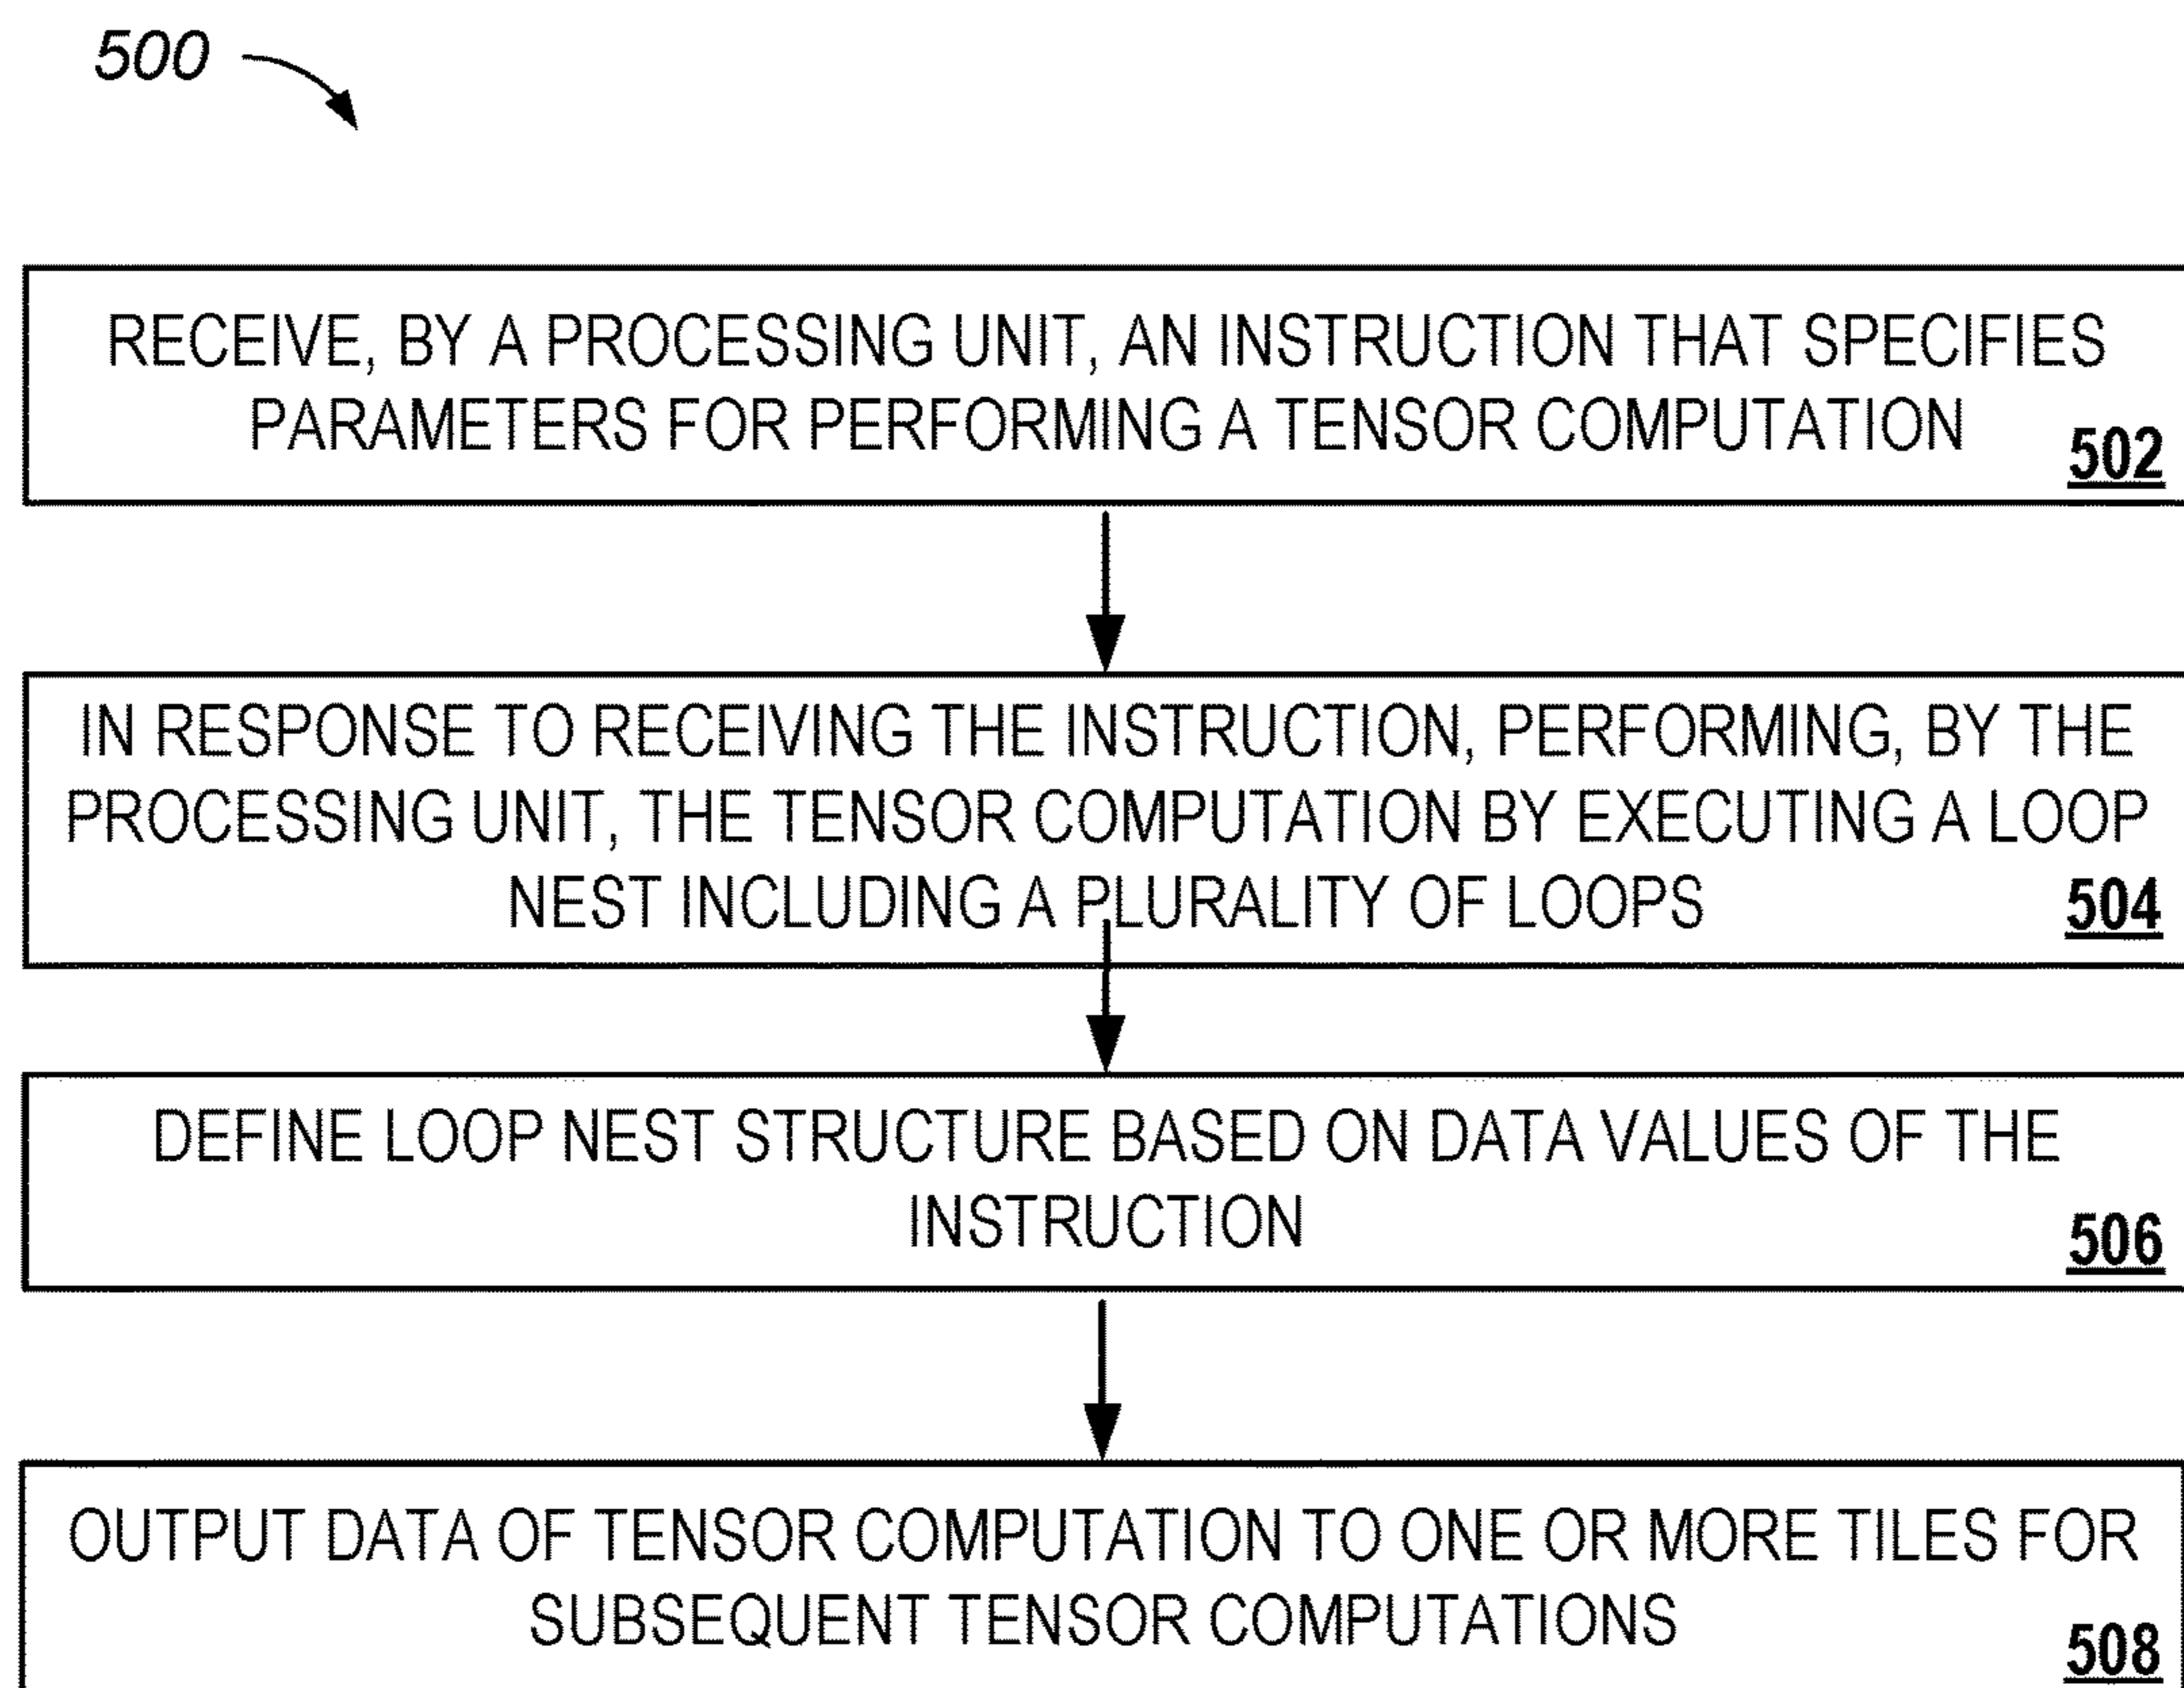 500
RECEIVE, BY A PROCESSING UNIT, AN INSTRUCTION THAT SPECIFIES
PARAMETERS FOR PERFORMING A TENSOR COMPUTATION
502
IN RESPONSE TO RECEIVING THE INSTRUCTION, PERFORMING, BY THE
PROCESSING UNIT, THE TENSOR COMPUTATION BY EXECUTING A LOOP
NEST INCLUDING A PLURALITY OF LOOPS
504
DEFINE LOOP NEST STRUCTURE BASED ON DATA VALUES OF THE
INSTRUCTION
506
OUTPUT DATA OF TENSOR COMPUTATION TO ONE OR MORE TILES FOR
SUBSEQUENT TENSOR COMPUTATIONS
508